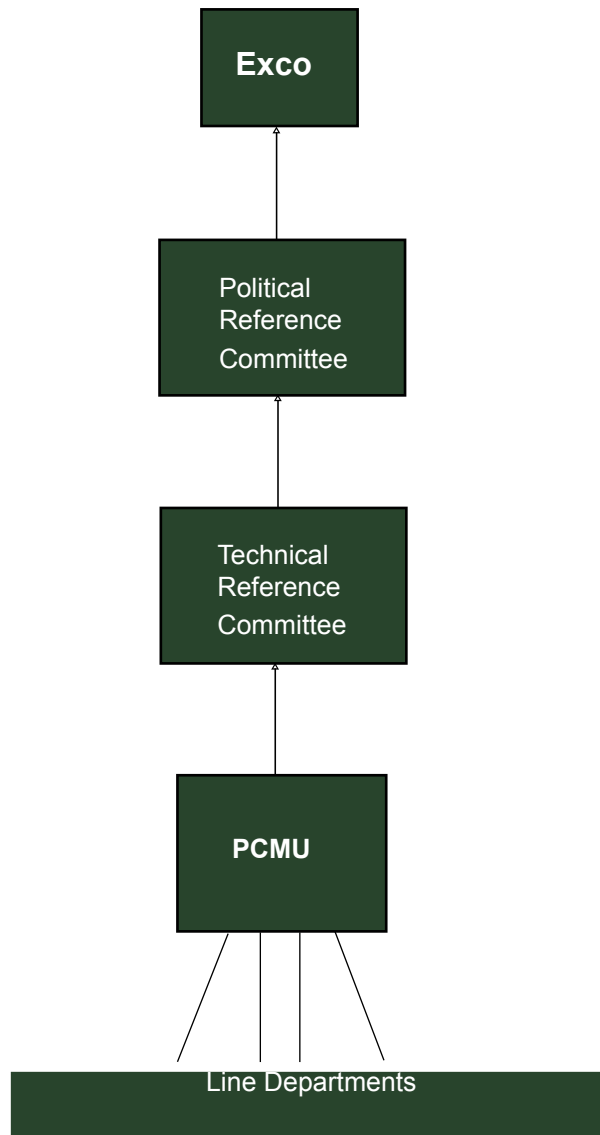 Exco
Political
Reference
Committee
Technical
Reference
Committee
PCMU
Line Departments